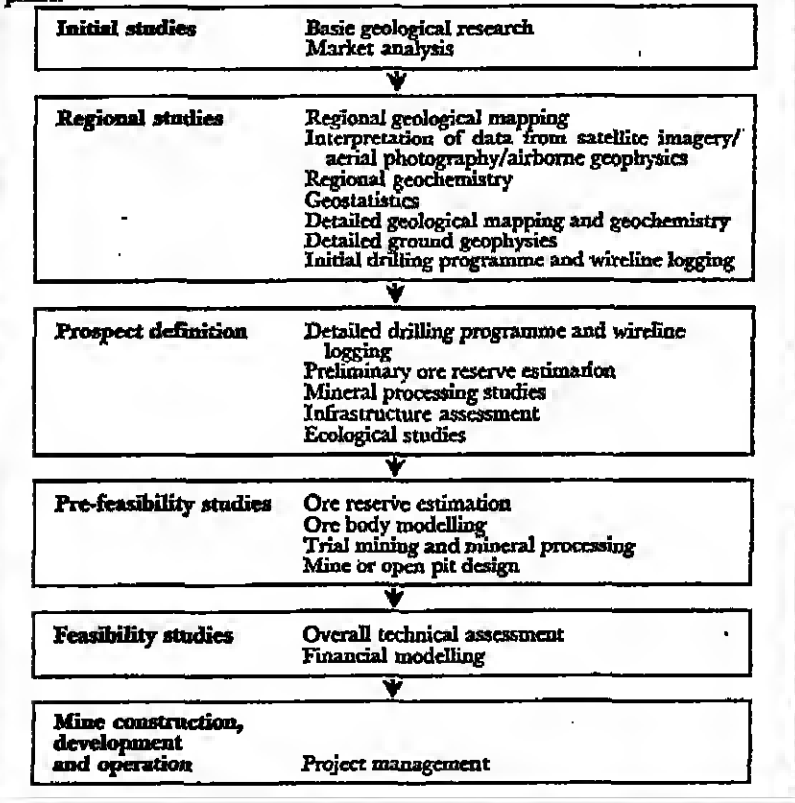 Initial studies Basic geological research
Market analysis
Regional studies Regional geological mapping
Interpretation of data from satellite imagery/
aerial photography/airborne geophysics
Regional geochemistry
Geostatistics
Detailed geological mapping and geochemistry
Detailed ground geophysics
Initial drilling programme and wireline logging
Prospect definition Detailed drilling programme and wireline
logging
Preliminary ore reserve estimation
Mineral processing studies
Infrastructure assessment
Ecological studies
Pre-feasibility studies Ore reserve estimation
Ore body modelling
Trial mining and mineral processing
Mine or open pit design
Feasibility studies Overall technical assessment
Financial modelling
Mine construction,
development
and operation Project management